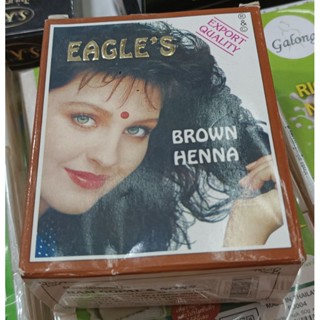 EAGLE'S
® & ©
EXPORT
QUALITY
BROWN
HENNA
Galong